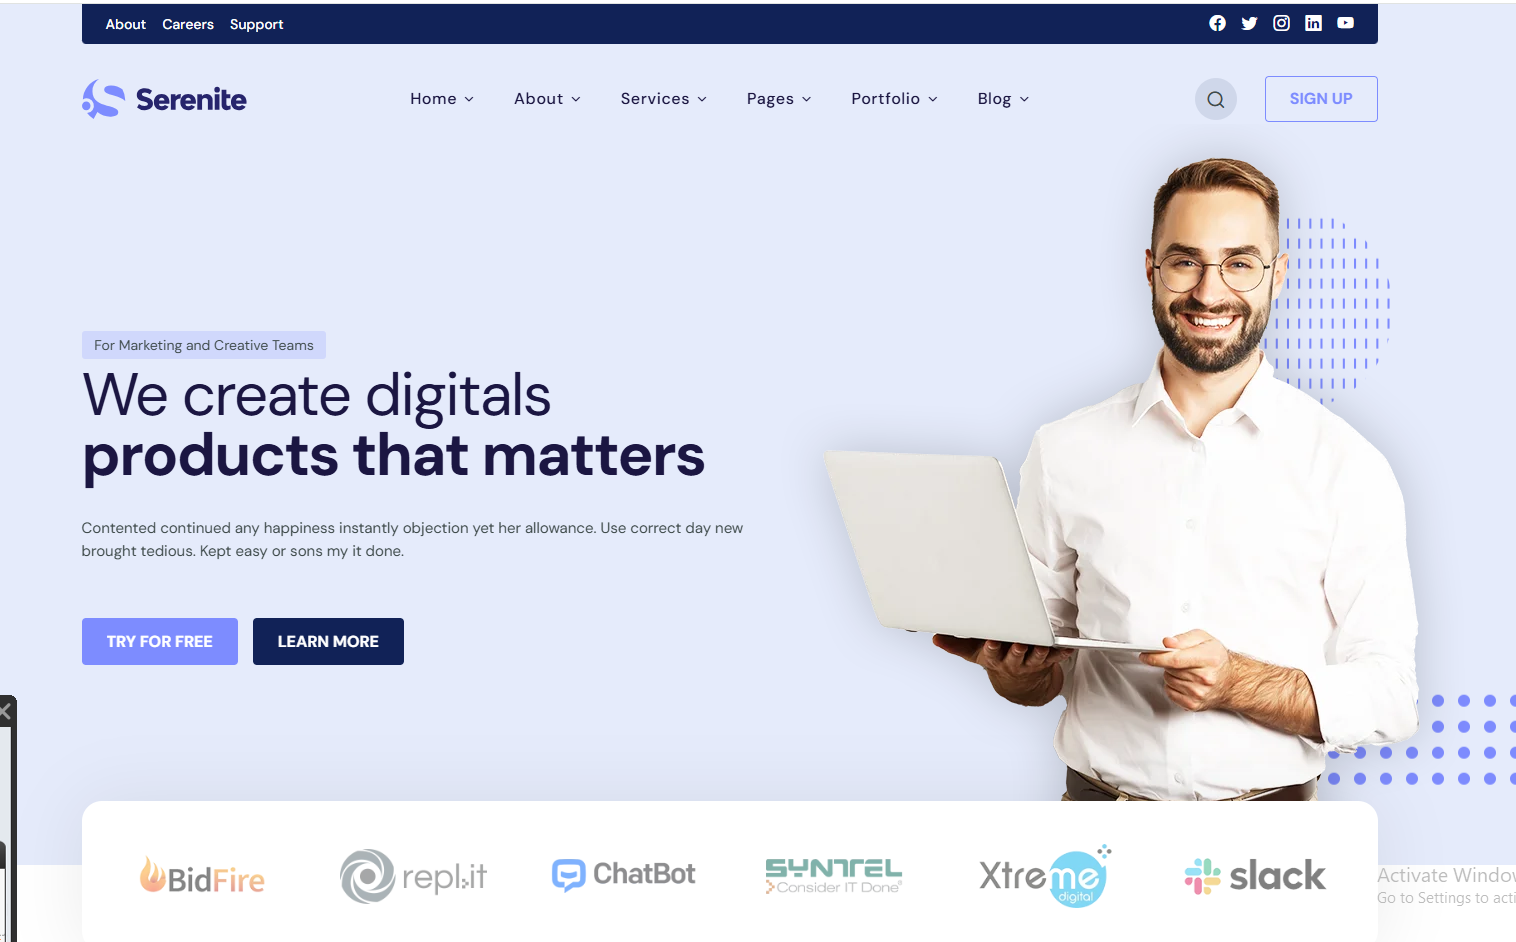 About Careers Support
Serenite
Home About Services Pages Portfolio Blog
SIGN UP
For Marketing and Creative Teams
We create digitals
products that matters
Contented continued any happiness instantly objection yet her allowance. Use correct day new
brought tedious. Kept easy or sons my it done.
TRY FOR FREE LEARN MORE
BidFire
repl:it
ChatBot
SYNTEL
Consider IT Done®
Xtreme
digital
slack
Activate Window
Go to Settings to acti